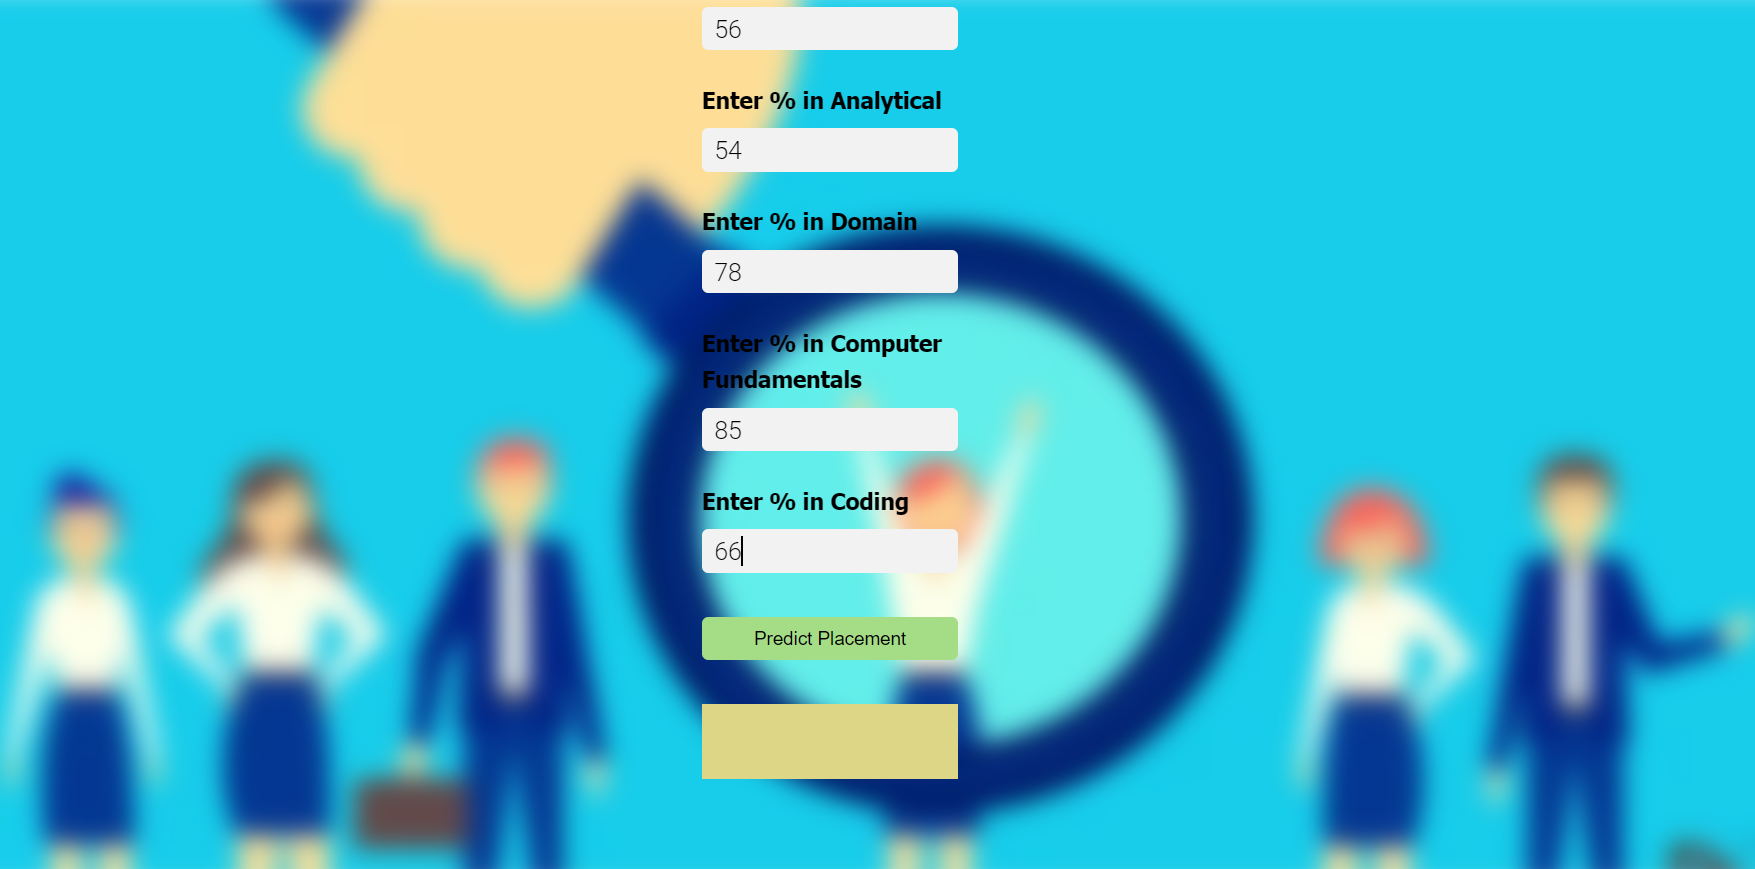 56
Enter % in Analytical
54
Enter % in Domain
78
Enter % in Computer
Fundamentals
85
Enter % in Coding
66
Predict Placement